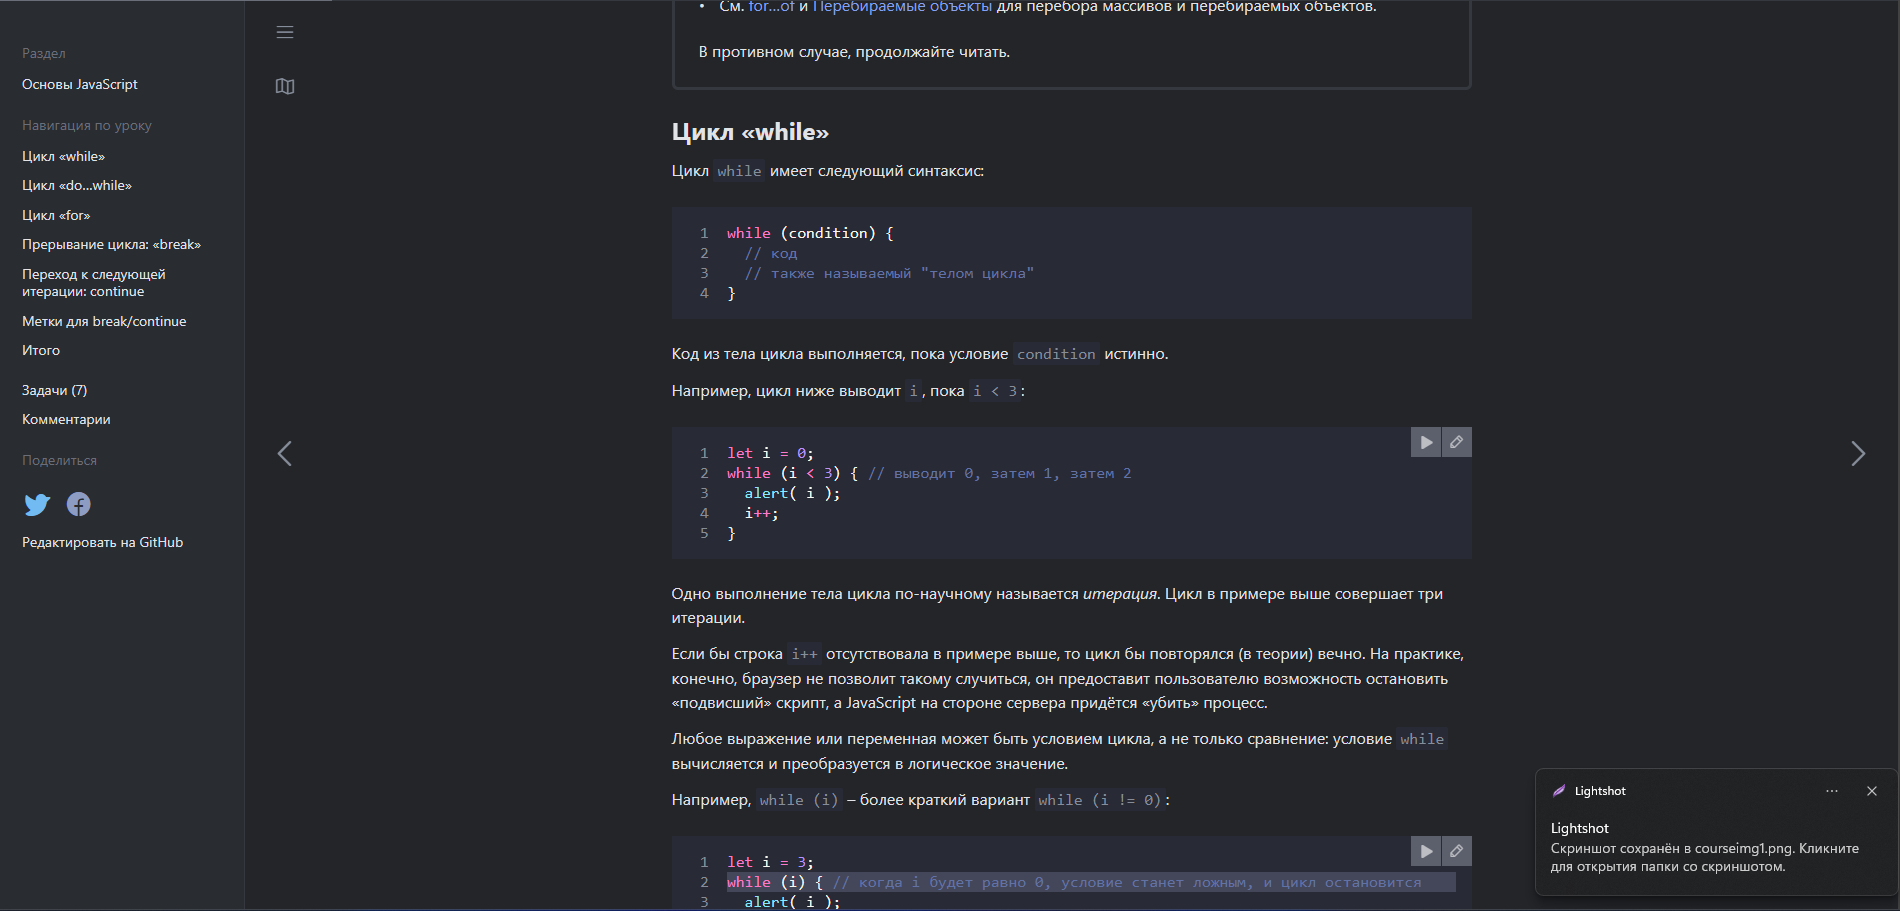 Раздел
Основы JavaScript
Навигация по уроку
Цикл «while»
Цикл «do…while»
Цикл «for»
Прерывание цикла: «break»
Переход к следующей
итерации: continue
Метки для break/continue
Итого
Задачи (7)
Комментарии
Поделиться
Редактировать на GitHub
• См. for…of и Перебираемые объекты для перебора массивов и перебираемых объектов.
В противном случае, продолжайте читать.
Цикл «while»
Цикл while имеет следующий синтаксис:
1 while (condition) {
2   // код
3   // также называемый "телом цикла"
4 }
Код из тела цикла выполняется, пока условие condition истинно.
Например, цикл ниже выводит i, пока i < 3:
1 let i = 0;
2 while (i < 3) { // выводит 0, затем 1, затем 2
3   alert( i );
4   i++;
5 }
Одно выполнение тела цикла по-научному называется итерация. Цикл в примере выше совершает три
итерации.
Если бы строка i++ отсутствовала в примере выше, то цикл бы повторялся (в теории) вечно. На практике,
конечно, браузер не позволит такому случиться, он предоставит пользователю возможность остановить
«подвисший» скрипт, а JavaScript на стороне сервера придётся «убить» процесс.
Любое выражение или переменная может быть условием цикла, а не только сравнение: условие while
вычисляется и преобразуется в логическое значение.
Например, while (i) – более краткий вариант while (i != 0):
1 let i = 3;
2 while (i) { // когда i будет равно 0, условие станет ложным, и цикл остановится
3   alert( i );
Lightshot
Lightshot
Скриншот сохранён в courseimg1.png. Кликните
для открытия папки со скриншотом.